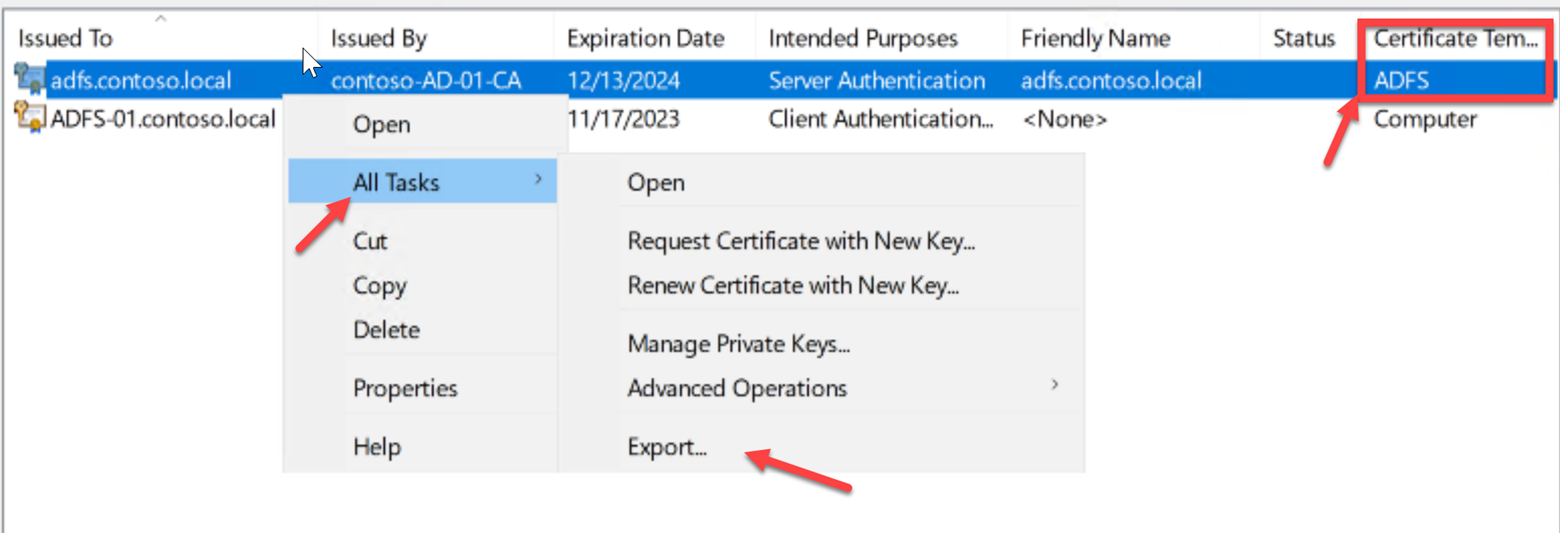 Issued To Issued By Expiration Date Intended Purposes Friendly Name Status Certificate Tem...
adfs.contoso.local contoso-AD-01-CA 12/13/2024 Server Authentication adfs.contoso.local ADFS
ADFS-01.contoso.local 11/17/2023 Client Authentication... <None> Computer
Open
All Tasks
Cut
Copy
Delete
Properties
Help
Open
Request Certificate with New Key...
Renew Certificate with New Key...
Manage Private Keys...
Advanced Operations
Export...